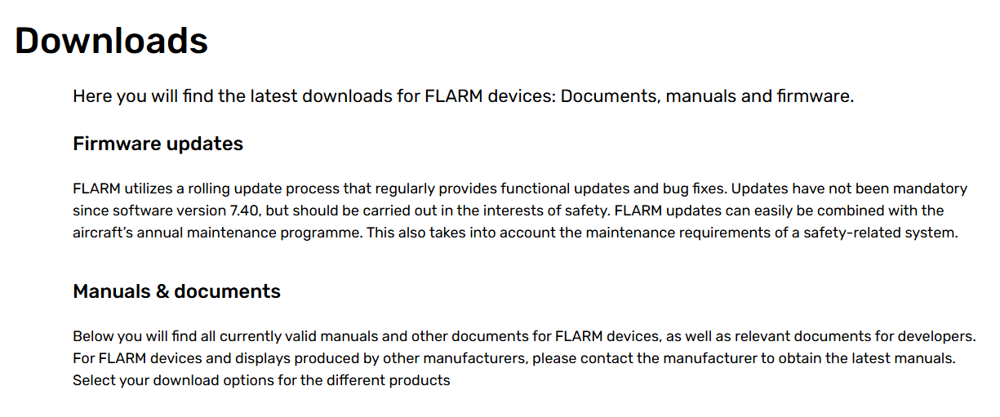 Downloads
Here you will find the latest downloads for FLARM devices: Documents, manuals and firmware.
Firmware updates
FLARM utilizes a rolling update process that regularly provides functional updates and bug fixes. Updates have not been mandatory
since software version 7.40, but should be carried out in the interests of safety. FLARM updates can easily be combined with the
aircraft’s annual maintenance programme. This also takes into account the maintenance requirements of a safety-related system.
Manuals & documents
Below you will find all currently valid manuals and other documents for FLARM devices, as well as relevant documents for developers.
For FLARM devices and displays produced by other manufacturers, please contact the manufacturer to obtain the latest manuals.
Select your download options for the different products